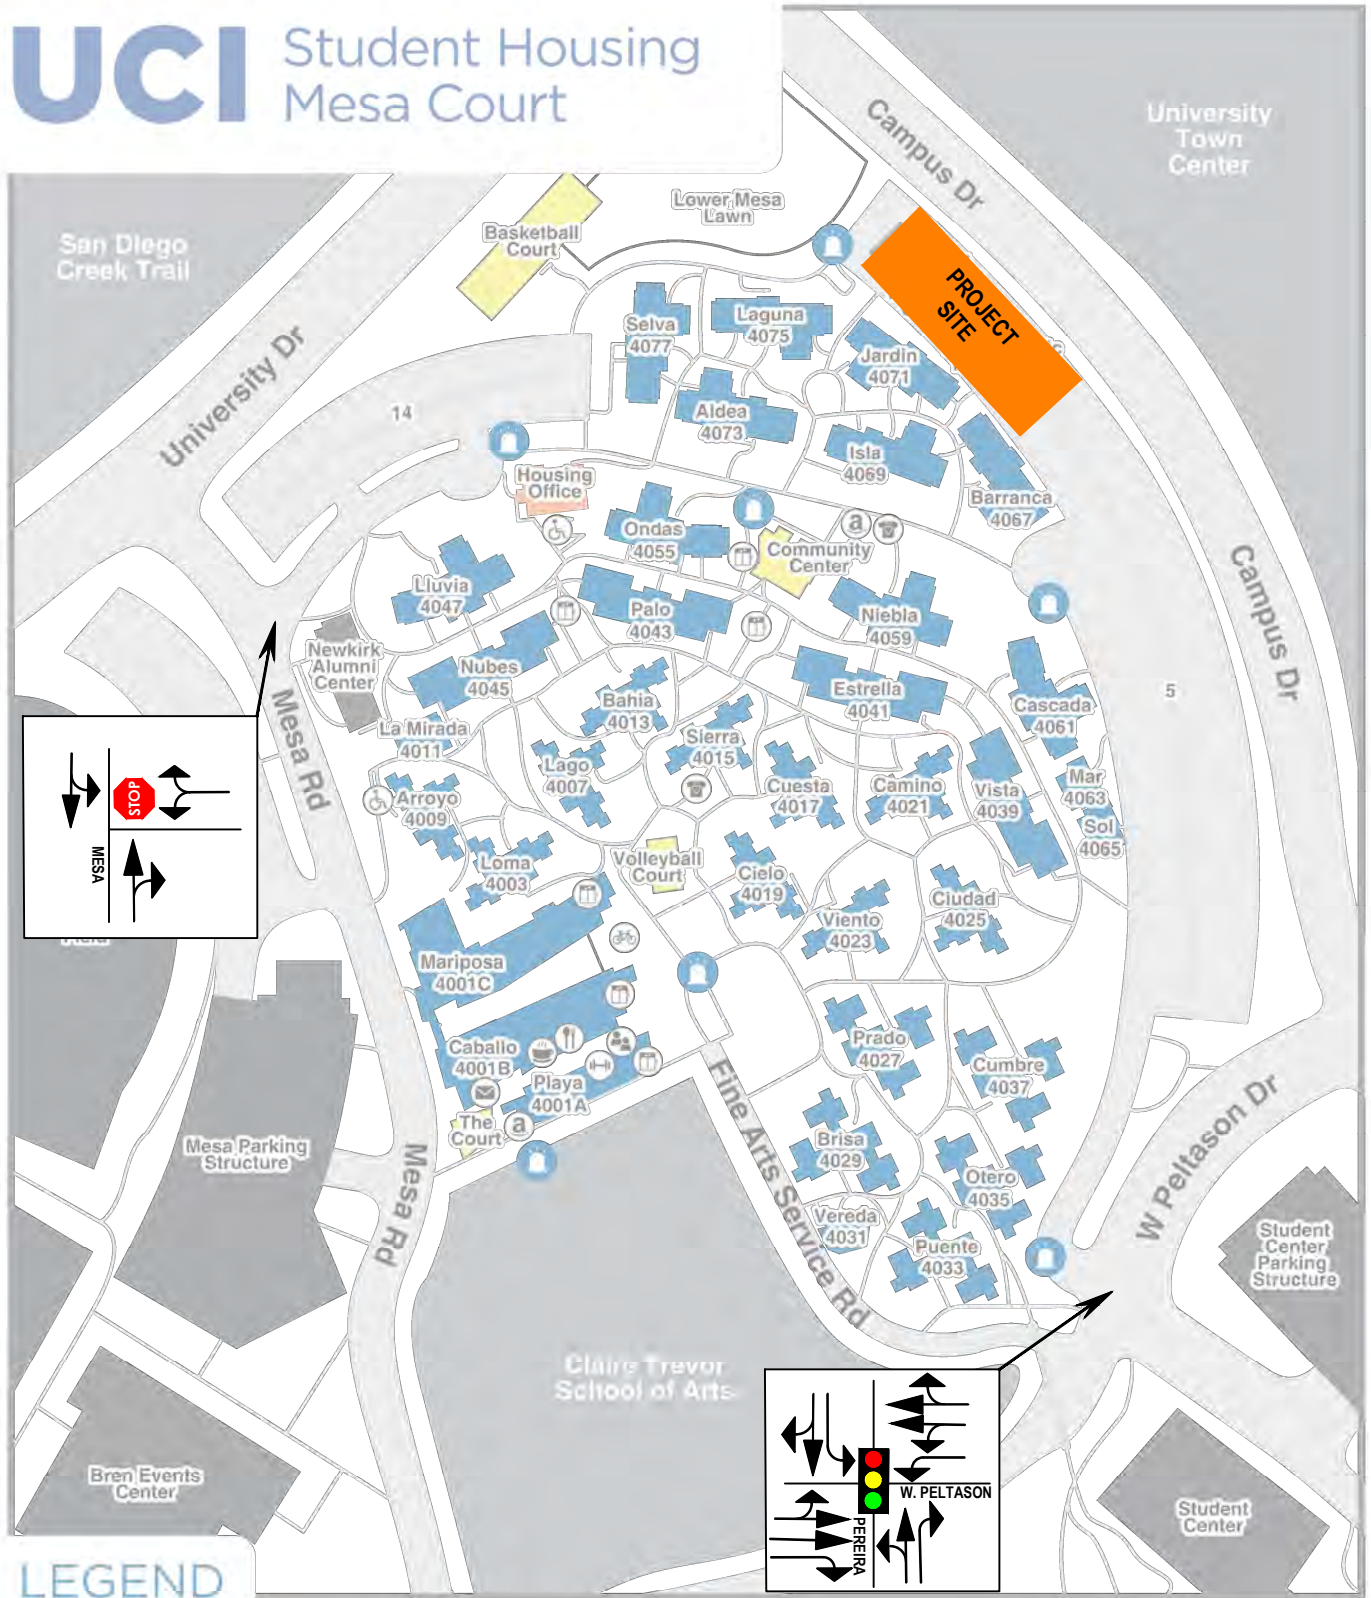 UCI Student Housing
Mesa Court
University
Town
Center
Campus Dr
Lower Mesa
Lawn
Basketball
Court
San Diego
Creek Trail
PROJECT
SITE
Selva
4077
Laguna
4075
Jardin
4071
University Dr
14
Aldea
4073
Isla
4069
Housing
Office
Barranca
4067
Ondas
4055
a
Community
Center
Campus Dr
Lluvia
4047
Palo
4043
Niebla
4059
Newkirk
Alumni
Center
Nubes
4045
Estrella
4041
5
Bahia
4013
Cascada
4061
Mesa Rd
La Mirada
4011
Sierra
4015
Lago
4007
Cuesta
4017
Camino
4021
Vista
4039
Mar
4063
STOP
MESA
Arroyo
4009
Sol
4065
Loma
4003
Volleyball
Court
Cielo
4019
Ciudad
4025
Viento
4023
Mariposa
4001C
Prado
4027
Caballo
4001B
Cumbre
4037
Playa
4001A
Fine Arts Service Rd
W Peltason Dr
The
Court
a
Mesa Parking
Structure
Mesa Rd
Brisa
4029
Otero
4035
Vereda
4031
Puente
4033
Student
Center
Parking
Structure
Claire Trevor
School of Arts
W. PELTASON
PEREIRA
Bren Events
Center
Student
Center
LEGEND